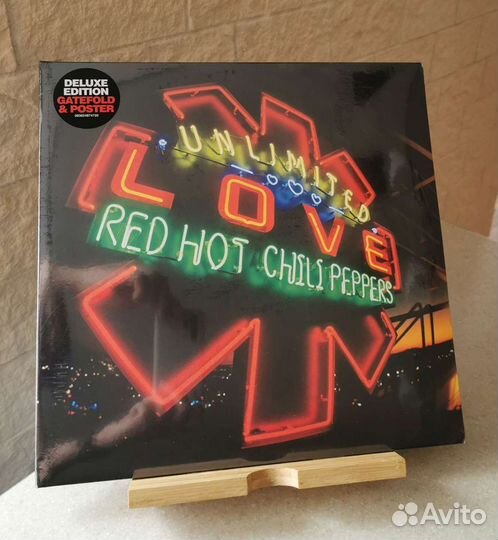 DELUXE
EDITION
GATEFOLD
& POSTER
UNLIMITED
LOVE
RED HOT CHILI PEPPERS
Avito